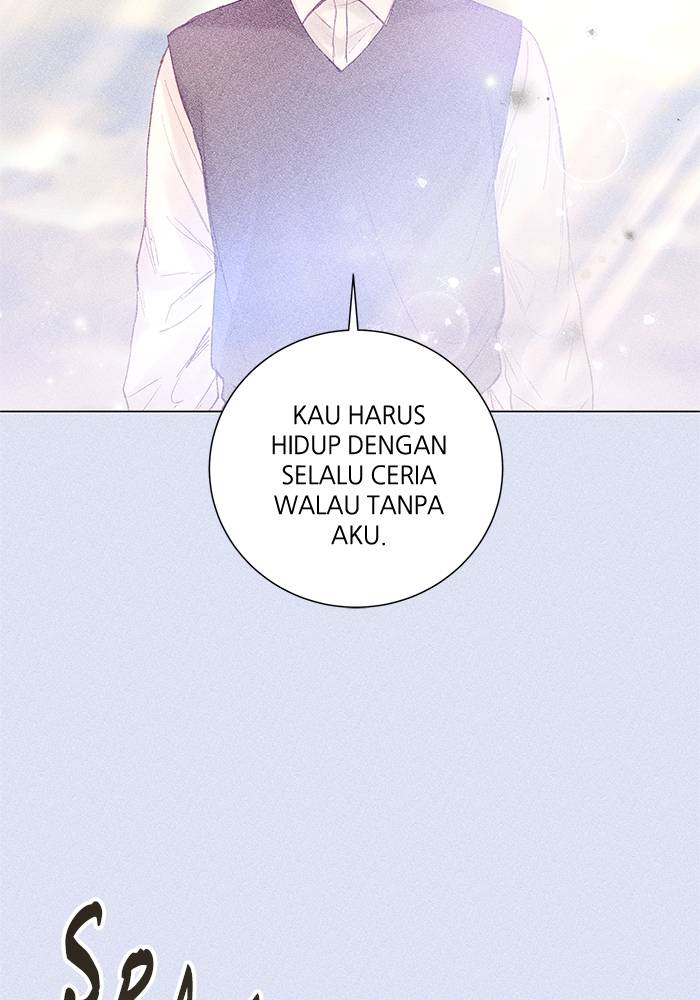 KAU HARUS
HIDUP DENGAN
SELALU CERIA
WALAU TANPA
AKU.